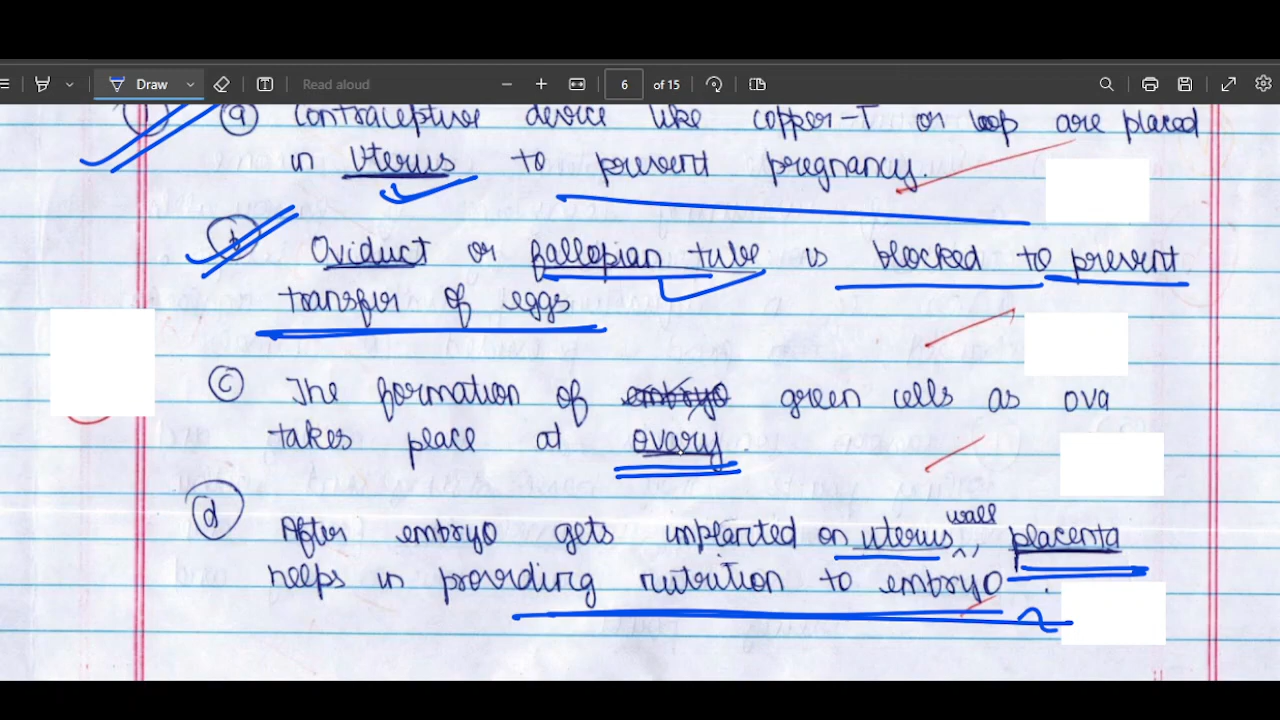 Draw
Read aloud
6 of 15
(a) Contraceptive device like copper-T or loop are placed
in Uterus to prevent pregnancy.
(b) Oviduct or fallopian tube is blocked to prevent
transfer of eggs
(c) The formation of green cells as ova
takes place at ovary.
(d) After embryo gets implanted on uterus wall, placenta
helps in providing nutrition to embryo.